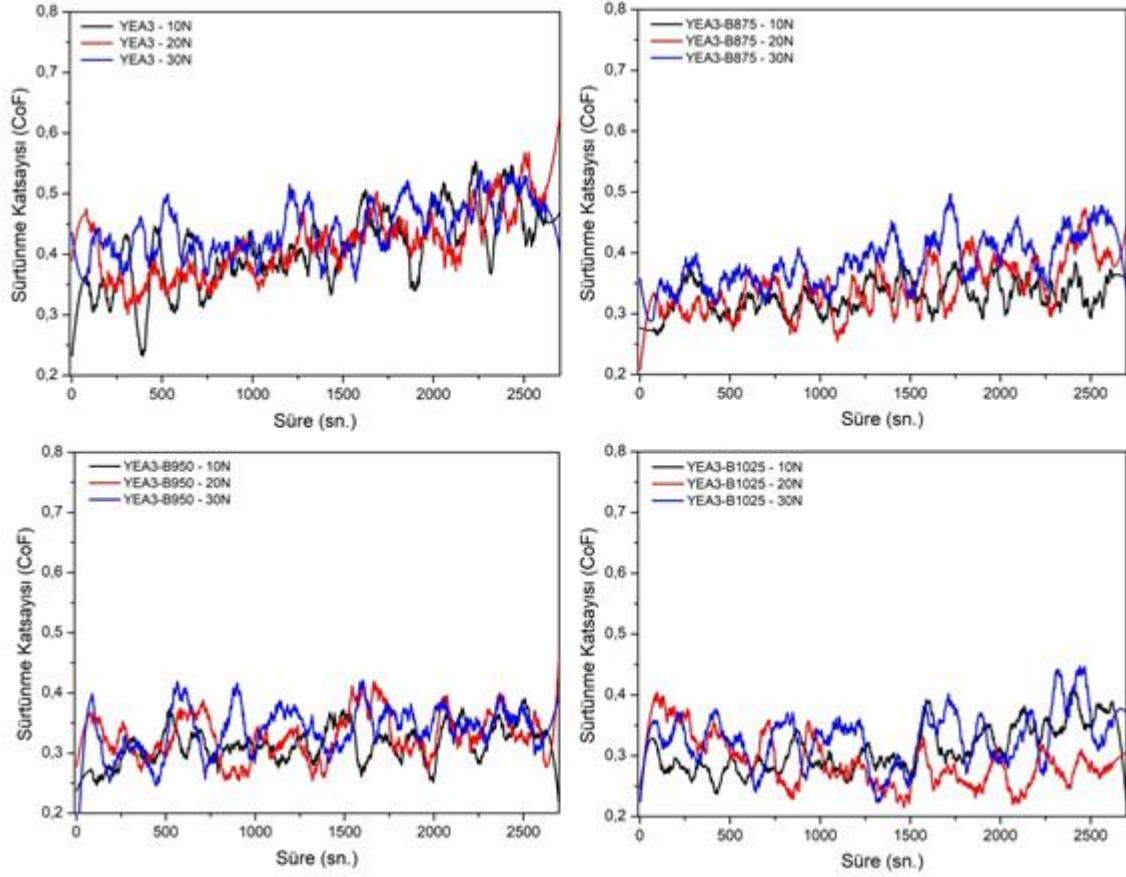 YEA3 - 10N
YEA3 - 20N
YEA3 - 30N
0,8
0,7
0,6
0,5
0,4
0,3
0,2
Sürtünme Katsayısı (CoF)
0
500
1000
1500
2000
2500
Süre (sn.)
YEA3-B875 - 10N
YEA3-B875 - 20N
YEA3-B875 - 30N
0,8
0,7
0,6
0,5
0,4
0,3
0,2
Sürtünme Katsayısı (CoF)
0
500
1000
1500
2000
2500
Süre (sn.)
YEA3-B950 - 10N
YEA3-B950 - 20N
YEA3-B950 - 30N
0,8
0,7
0,6
0,5
0,4
0,3
0,2
Sürtünme Katsayısı (CoF)
0
500
1000
1500
2000
2500
Süre (sn.)
YEA3-B1025 - 10N
YEA3-B1025 - 20N
YEA3-B1025 - 30N
0,8
0,7
0,6
0,5
0,4
0,3
0,2
Sürtünme Katsayısı (CoF)
0
500
1000
1500
2000
2500
Süre (sn.)